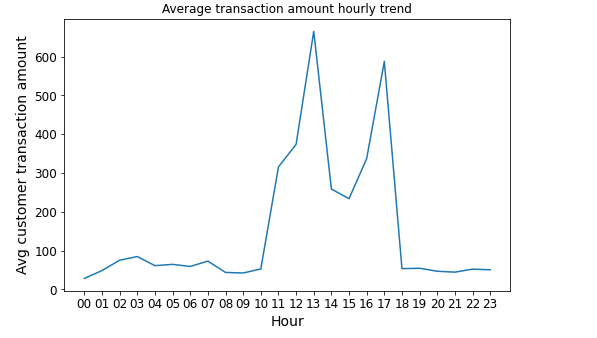 Average transaction amount hourly trend
Avg customer transaction amount
600
500
400
300
200
100
0
00 01 02 03 04 05 06 07 08 09 10 11 12 13 14 15 16 17 18 19 20 21 22 23
Hour